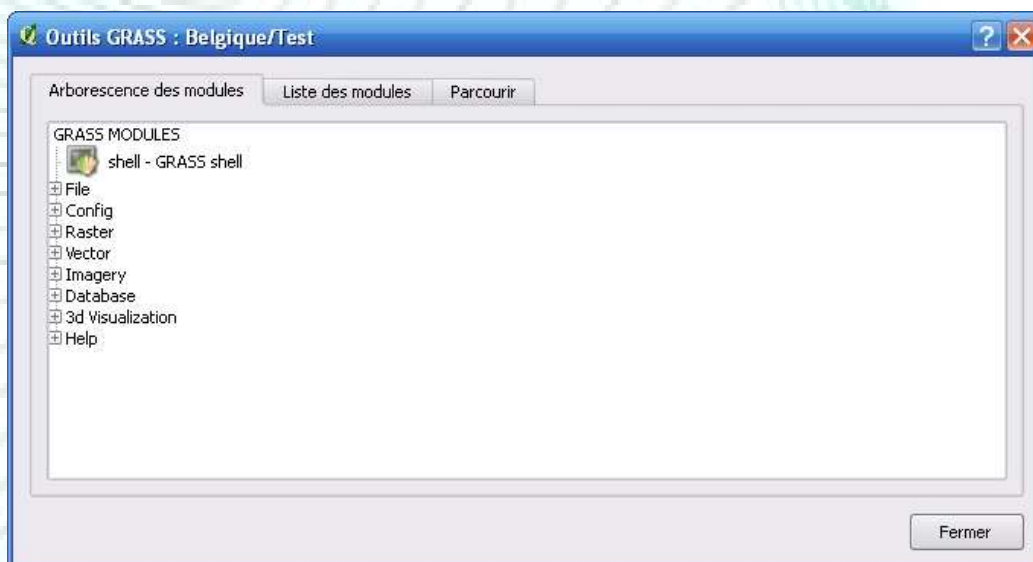 Outils GRASS : Belgique/Test
Arborescence des modules Liste des modules Parcourir
GRASS MODULES
shell - GRASS shell
File
Config
Raster
Vector
Imagery
Database
3d Visualization
Help
Fermer